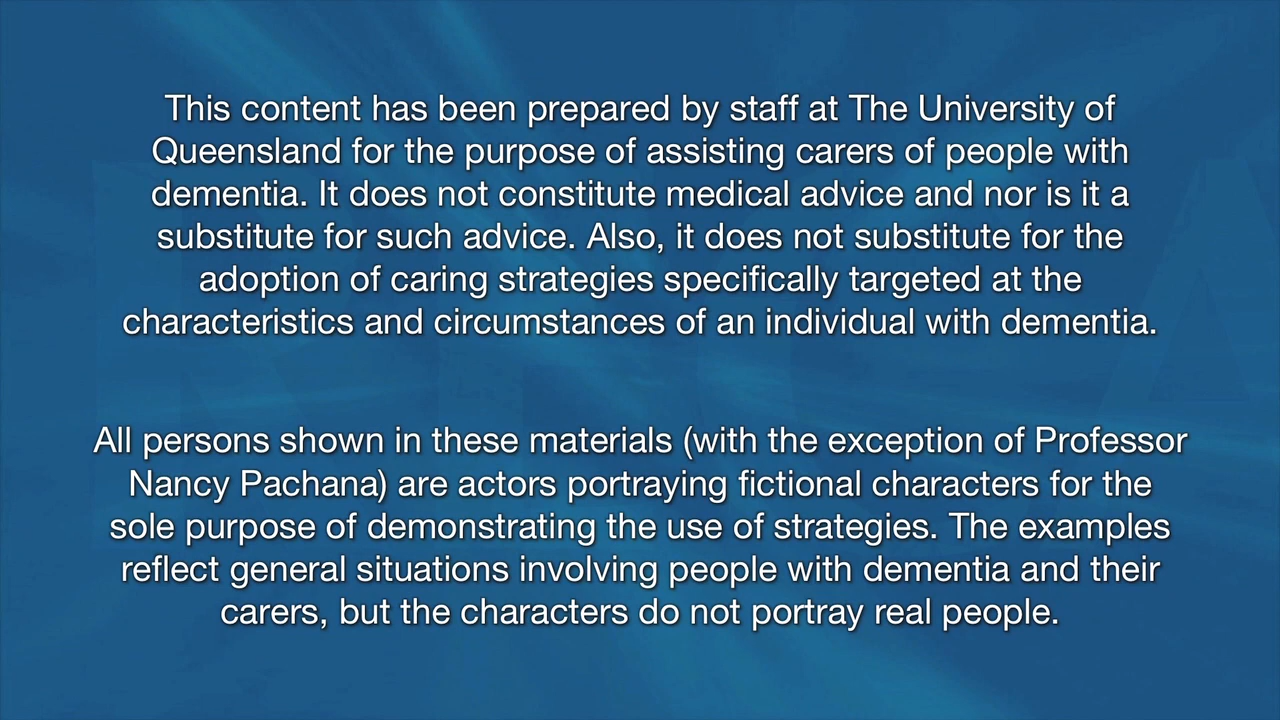 This content has been prepared by staff at The University of
Queensland for the purpose of assisting carers of people with
dementia. It does not constitute medical advice and nor is it a
substitute for such advice. Also, it does not substitute for the
adoption of caring strategies specifically targeted at the
characteristics and circumstances of an individual with dementia.
All persons shown in these materials (with the exception of Professor
Nancy Pachana) are actors portraying fictional characters for the
sole purpose of demonstrating the use of strategies. The examples
reflect general situations involving people with dementia and their
carers, but the characters do not portray real people.